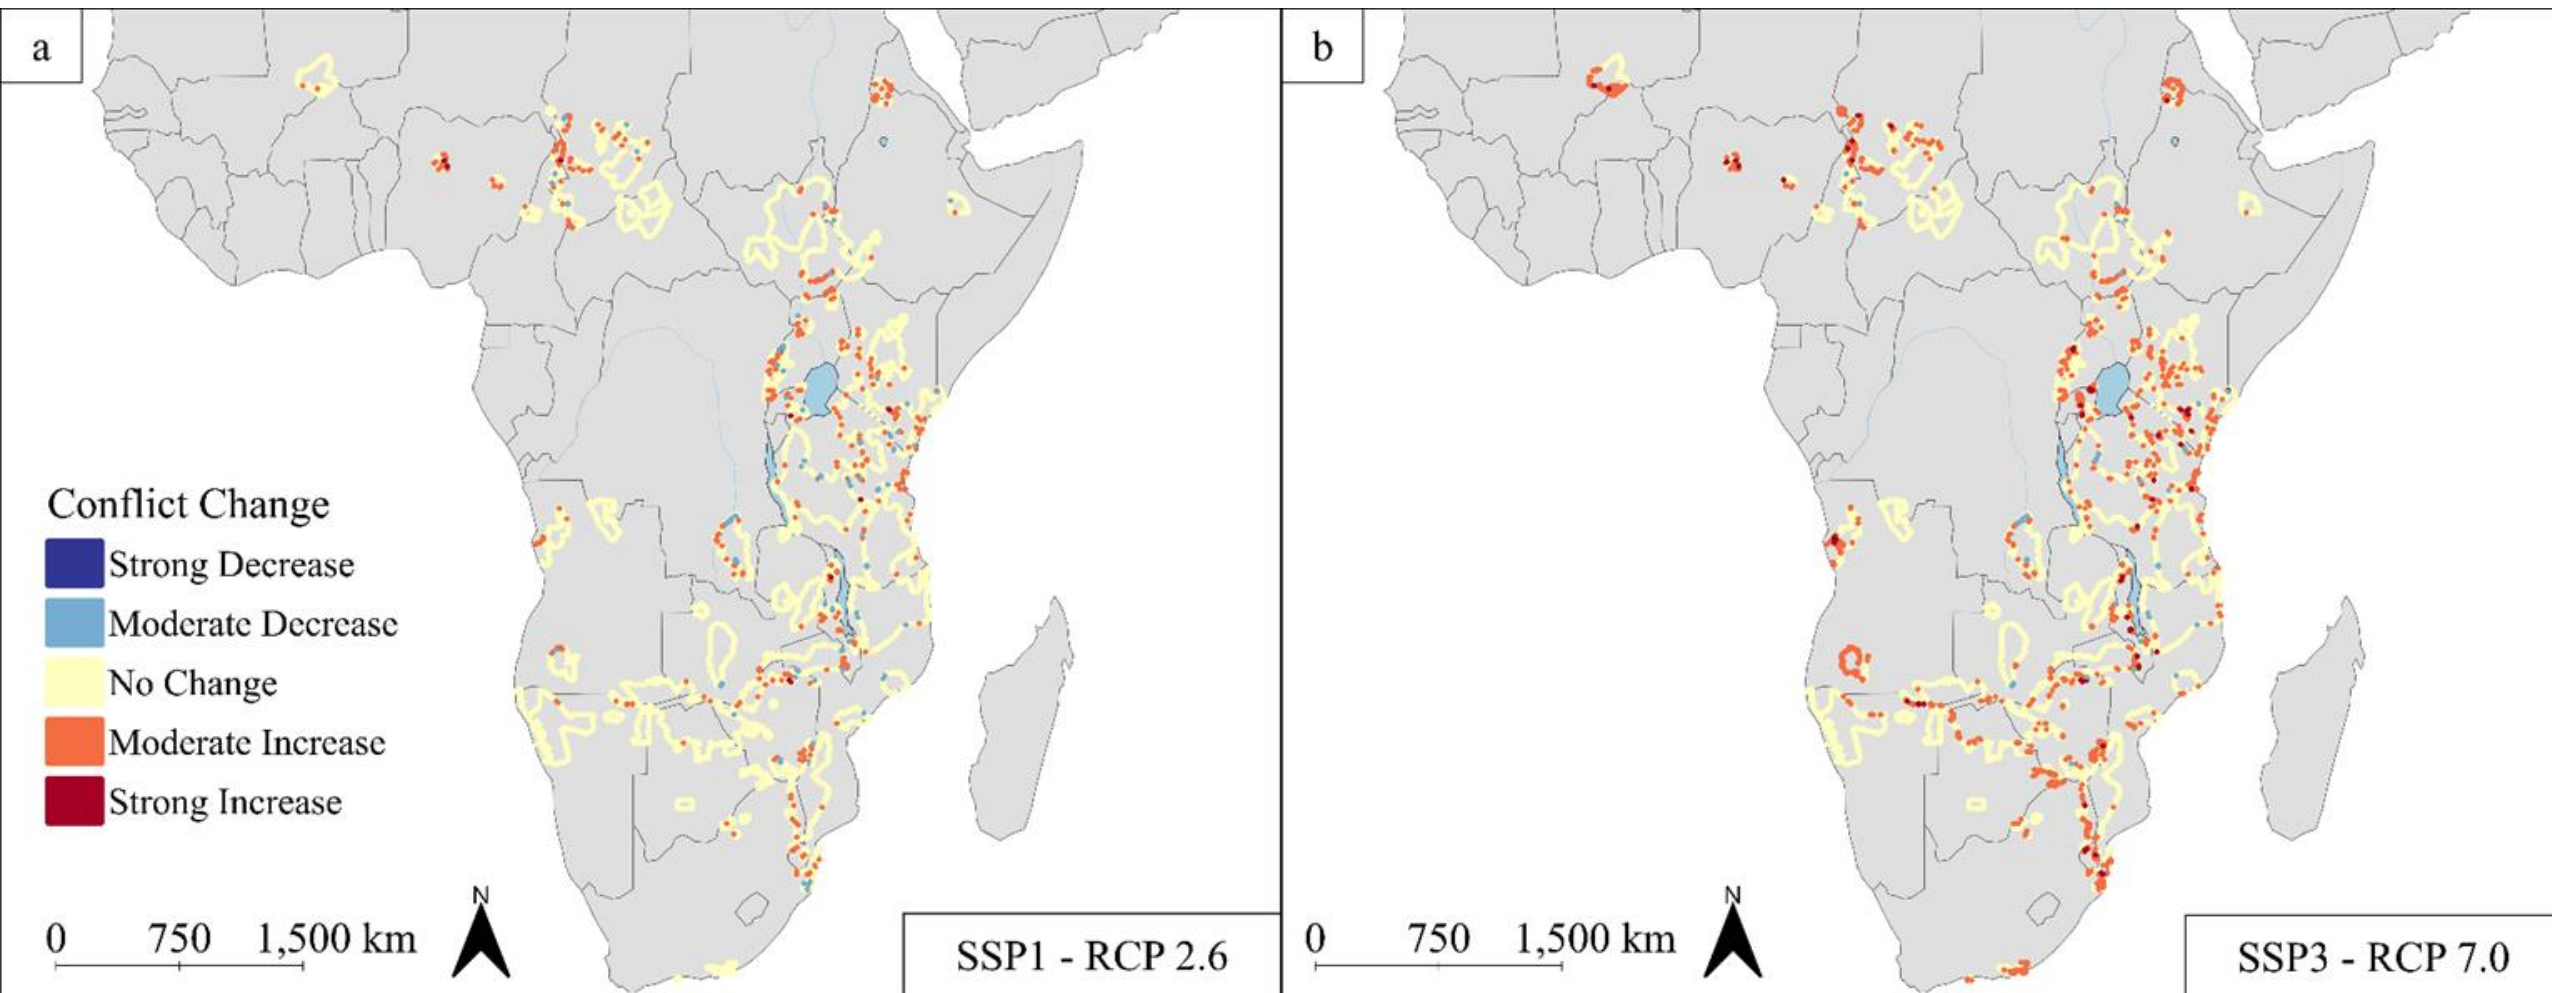 a
Conflict Change
Strong Decrease
Moderate Decrease
No Change
Moderate Increase
Strong Increase
0 750 1,500 km
N
SSP1 - RCP 2.6
b
0 750 1,500 km
N
SSP3 - RCP 7.0